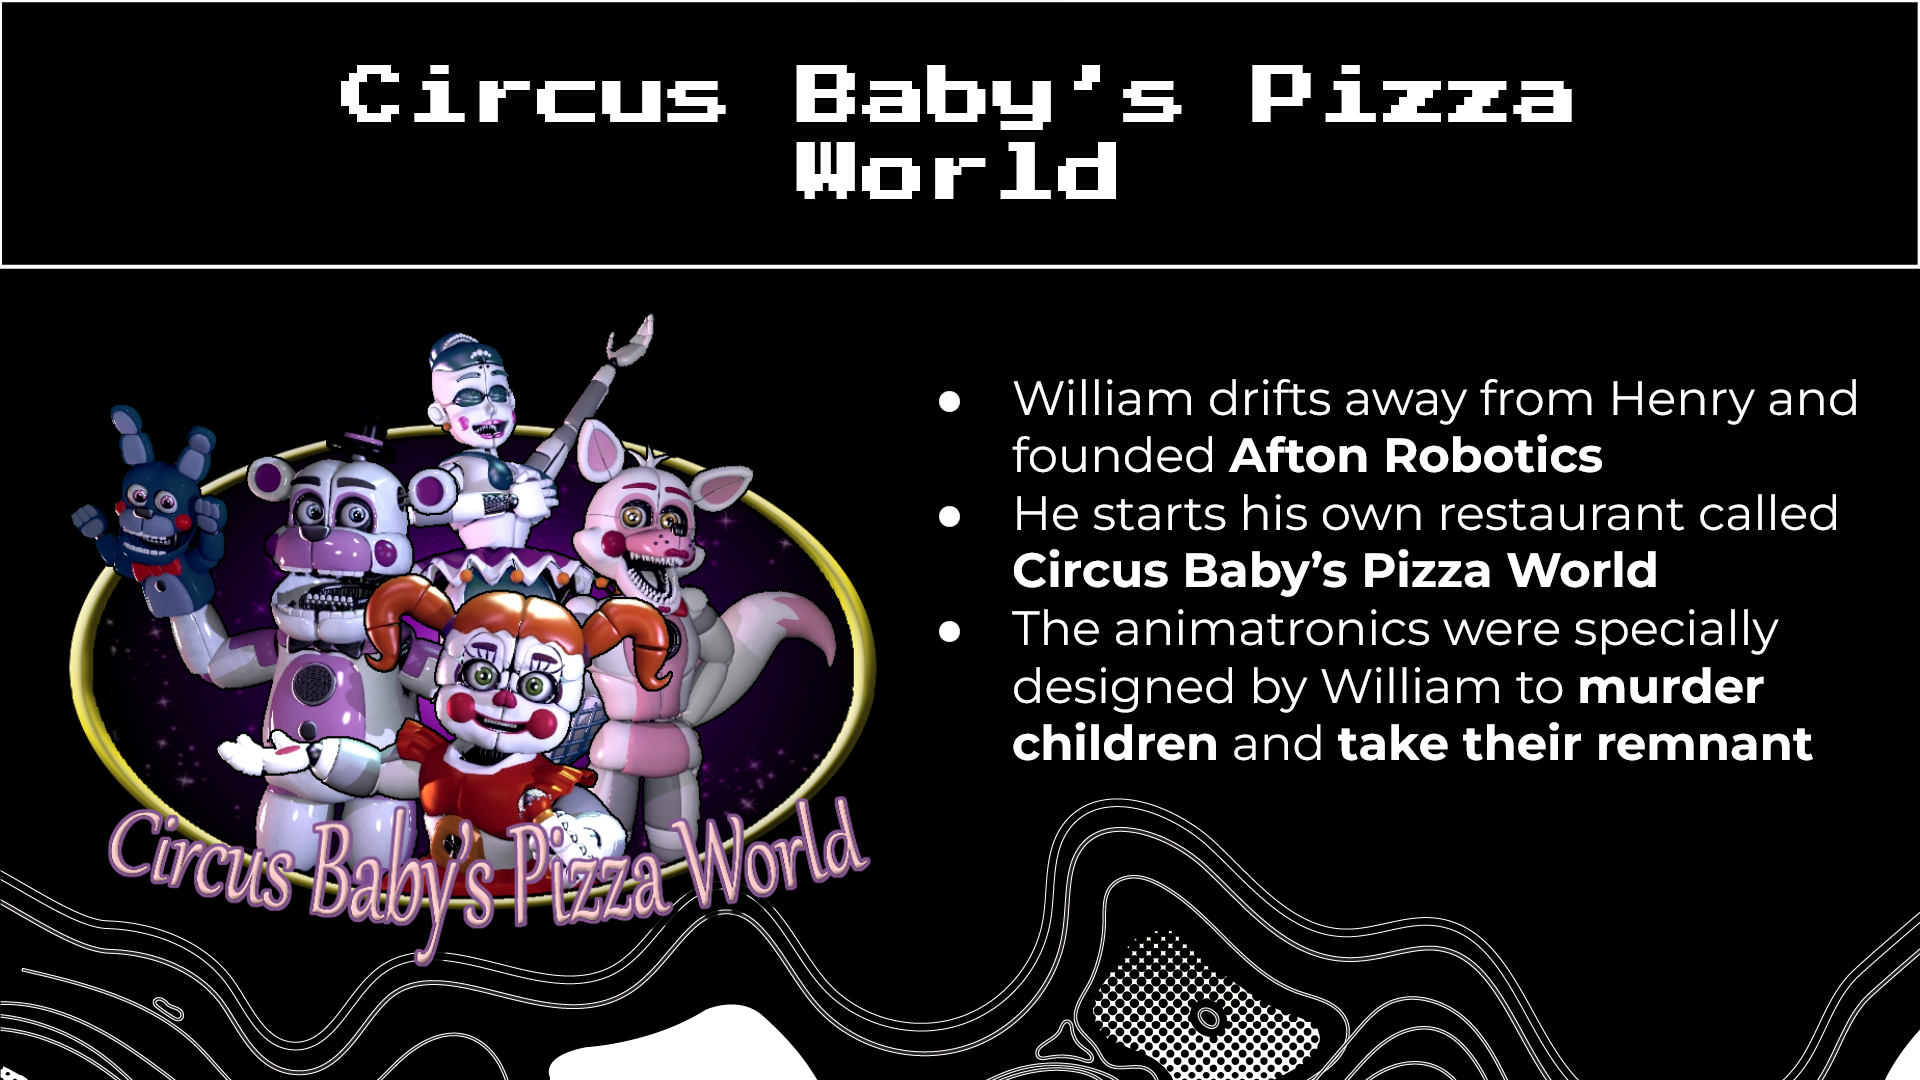 Circus Baby’s Pizza
World
● William drifts away from Henry and
founded Afton Robotics
● He starts his own restaurant called
Circus Baby’s Pizza World
● The animatronics were specially
designed by William to murder
children and take their remnant
Circus Baby's Pizza World